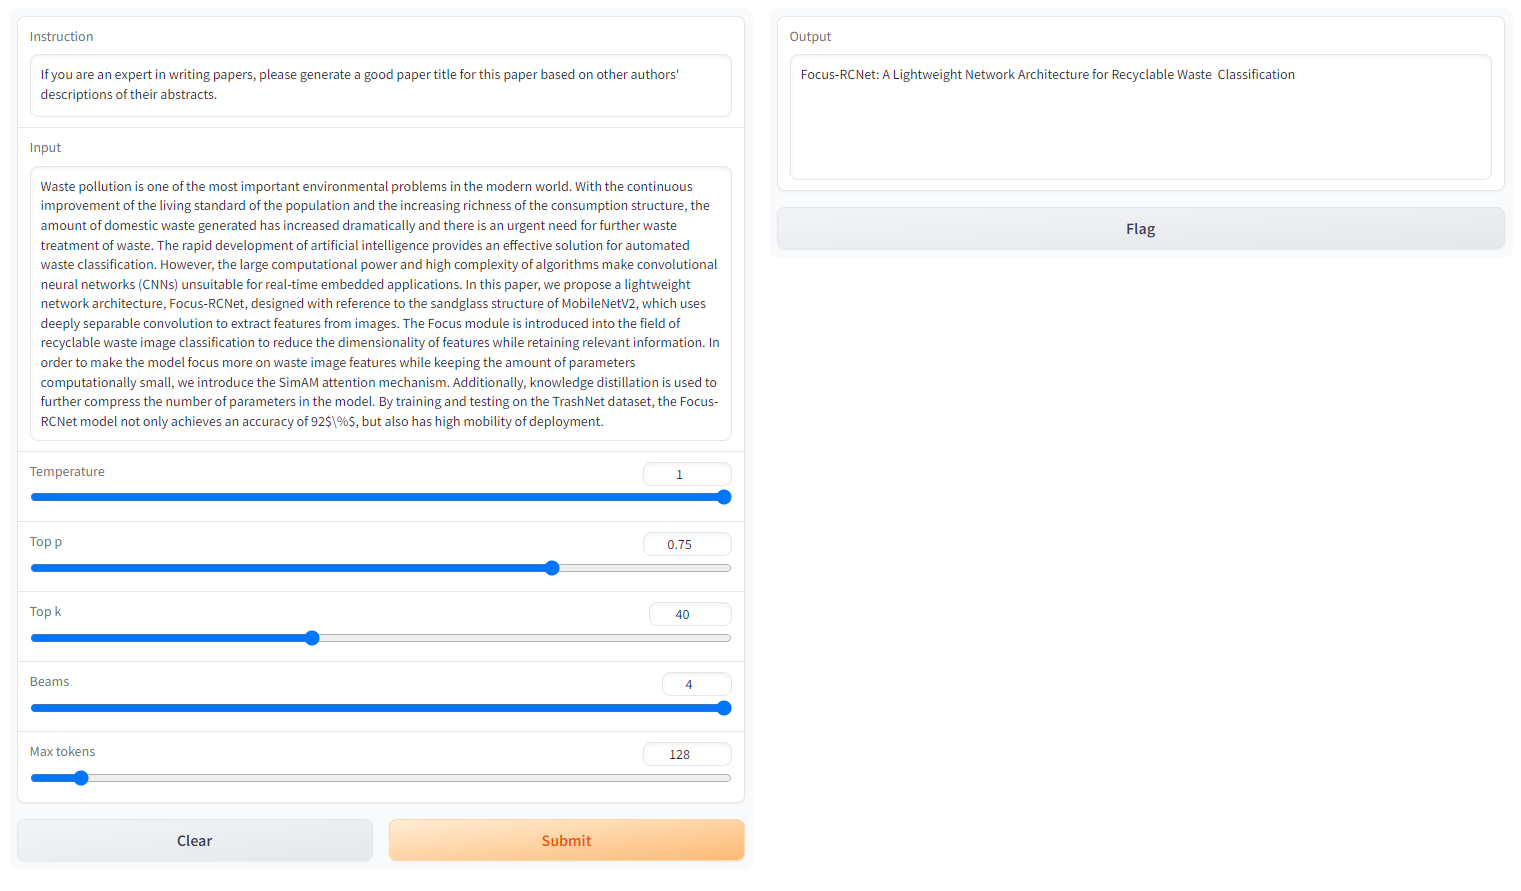 Instruction
If you are an expert in writing papers, please generate a good paper title for this paper based on other authors'
descriptions of their abstracts.
Input
Waste pollution is one of the most important environmental problems in the modern world. With the continuous
improvement of the living standard of the population and the increasing richness of the consumption structure, the
amount of domestic waste generated has increased dramatically and there is an urgent need for further waste
treatment of waste. The rapid development of artificial intelligence provides an effective solution for automated
waste classification. However, the large computational power and high complexity of algorithms make convolutional
neural networks (CNNs) unsuitable for real-time embedded applications. In this paper, we propose a lightweight
network architecture, Focus-RCNet, designed with reference to the sandglass structure of MobileNetV2, which uses
deeply separable convolution to extract features from images. The Focus module is introduced into the field of
recyclable waste image classification to reduce the dimensionality of features while retaining relevant information. In
order to make the model focus more on waste image features while keeping the amount of parameters
computationally small, we introduce the SimAM attention mechanism. Additionally, knowledge distillation is used to
further compress the number of parameters in the model. By training and testing on the TrashNet dataset, the Focus-
RCNet model not only achieves an accuracy of 92$\%$, but also has high mobility of deployment.
Temperature
1
Top p
0.75
Top k
40
Beams
4
Max tokens
128
Clear
Submit
Output
Focus-RCNet: A Lightweight Network Architecture for Recyclable Waste  Classification
Flag